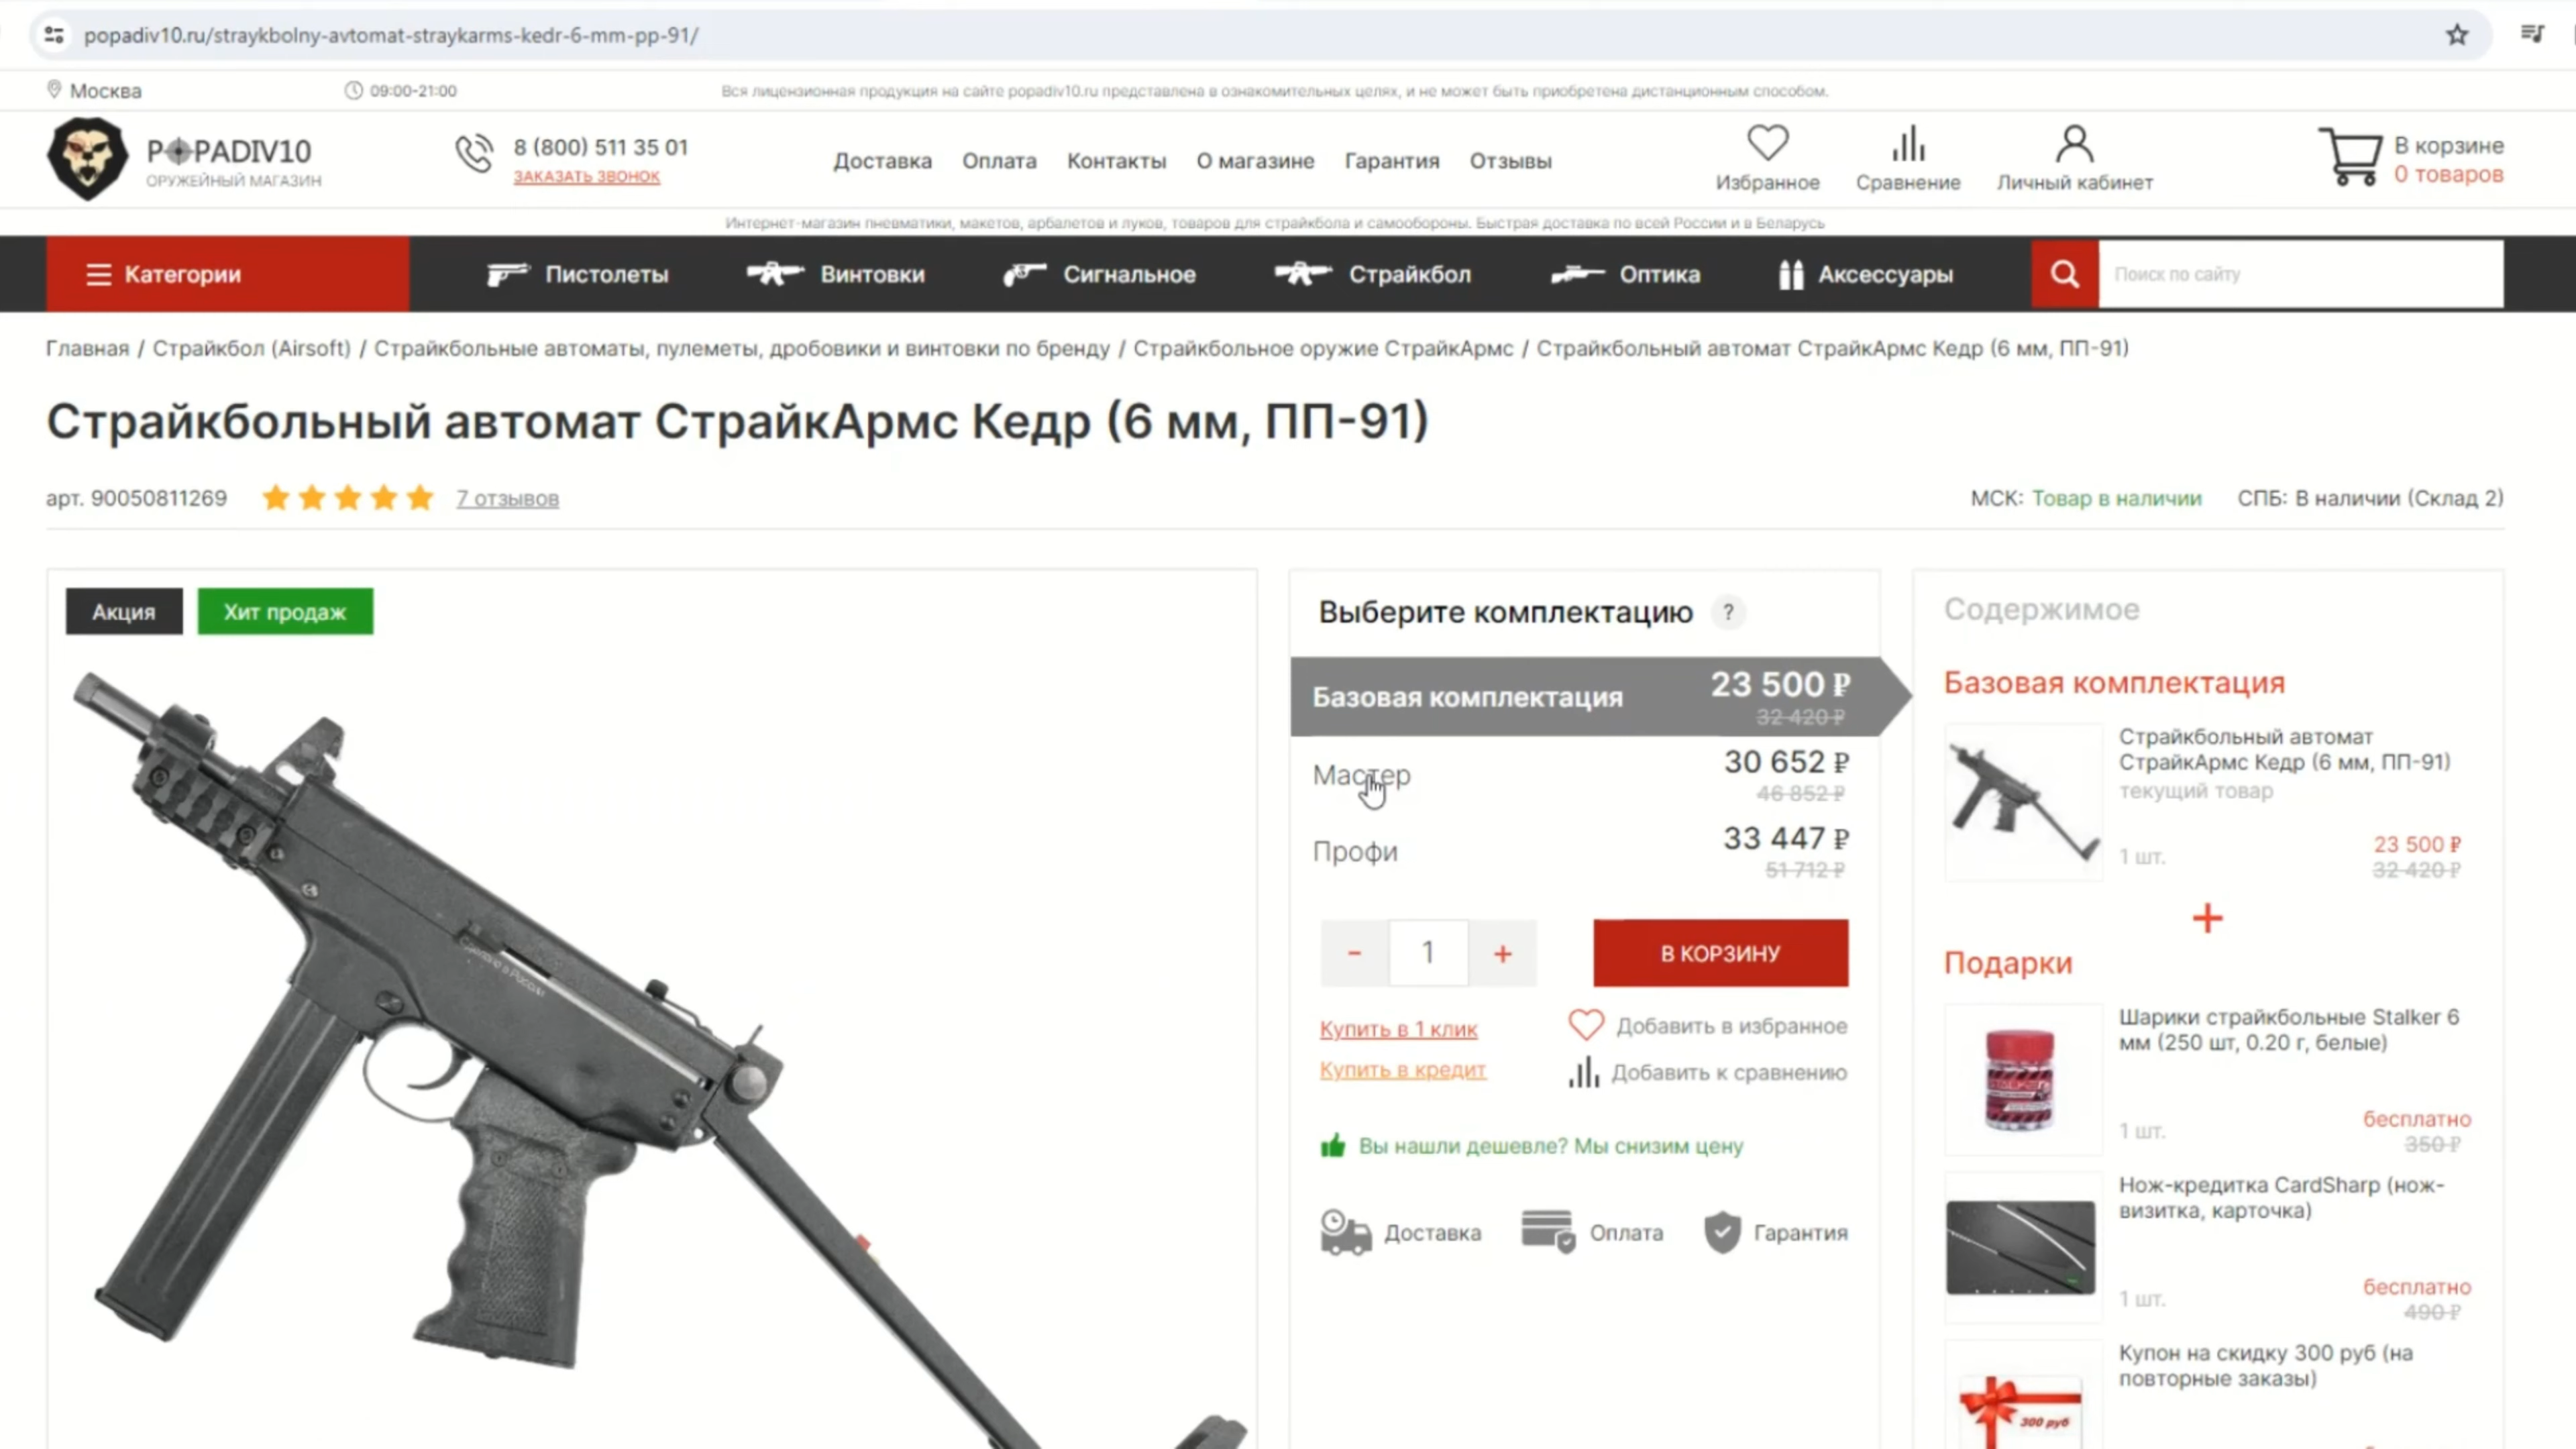 popadiv10.ru/straykbolny-avtomat-straykarms-kedr-6-mm-pp-91/
Москва
09:00-21:00
Вся лицензионная продукция на сайте popadiv10.ru представлена в ознакомительных целях, и не может быть приобретена дистанционным способом.
POPADIV10
ОРУЖЕЙНЫЙ МАГАЗИН
8 (800) 511 35 01
ЗАКАЗАТЬ ЗВОНОК
Доставка Оплата Контакты О магазине Гарантия Отзывы
Избранное
Сравнение
Личный кабинет
В корзине
0 товаров
Интернет-магазин пневматики, макетов, арбалетов и луков, товаров для страйкбола и самообороны. Быстрая доставка по всей России и в Беларусь
Категории
Пистолеты
Винтовки
Сигнальное
Страйкбол
Оптика
Аксессуары
Поиск по сайту
Главная / Страйкбол (Airsoft) / Страйкбольные автоматы, пулеметы, дробовики и винтовки по бренду / Страйкбольное оружие СтрайкАрмс / Страйкбольный автомат СтрайкАрмс Кедр (6 мм, ПП-91)
Страйкбольный автомат СтрайкАрмс Кедр (6 мм, ПП-91)
арт. 90050811269
7 отзывов
МСК: Товар в наличии
СПБ: В наличии (Склад 2)
Акция
Хит продаж
Сделано в России
Выберите комплектацию ?
Базовая комплектация 23 500 ₽
32 420 ₽
Мастер 30 652 ₽
46 852 ₽
Профи 33 447 ₽
51 712 ₽
- 1 +
В КОРЗИНУ
Купить в 1 клик
Добавить в избранное
Купить в кредит
Добавить к сравнению
Вы нашли дешевле? Мы снизим цену
Доставка
Оплата
Гарантия
Содержимое
Базовая комплектация
Страйкбольный автомат
СтрайкАрмс Кедр (6 мм, ПП-91)
текущий товар
1 шт.
23 500 ₽
32 420 ₽
+
Подарки
Шарики страйкбольные Stalker 6
мм (250 шт, 0.20 г, белые)
1 шт.
бесплатно
350 ₽
Нож-кредитка CardSharp (нож-
визитка, карточка)
1 шт.
бесплатно
490 ₽
Купон на скидку 300 руб (на
повторные заказы)
300 руб